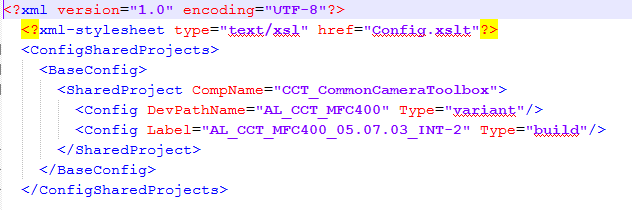 <?xml version="1.0" encoding="UTF-8"?>
<?xml-stylesheet type="text/xsl" href="Config.xslt"?>
<ConfigSharedProjects>
<BaseConfig>
<SharedProject CompName="CCT_CommonCameraToolbox">
<Config DevPathName="AL_CCT_MFC400" Type="variant"/>
<Config Label="AL_CCT_MFC400_05.07.03_INT-2" Type="build"/>
</SharedProject>
</BaseConfig>
</ConfigSharedProjects>